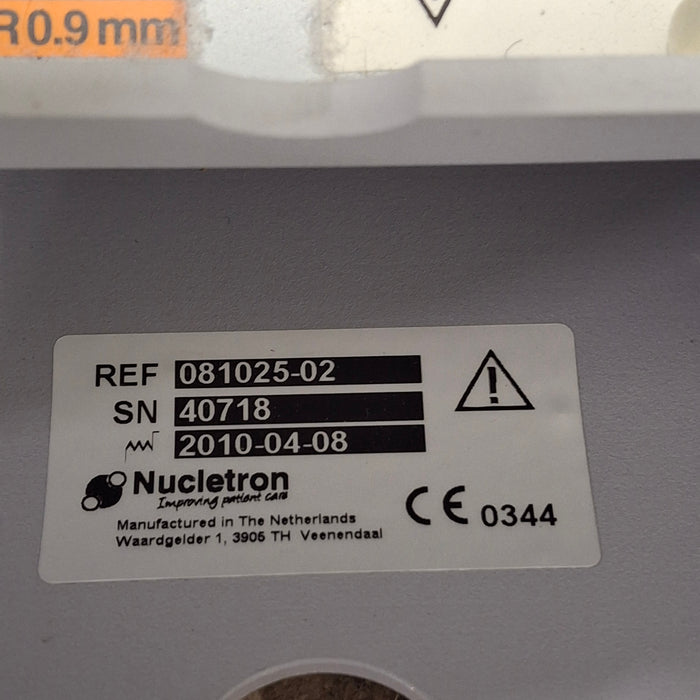 R 0.9 mm
REF 081025-02
SN 40718
2010-04-08
Nucletron
Improving patient care
Manufactured in The Netherlands
Waardgelder 1, 3905 TH Veenendaal
CE 0344